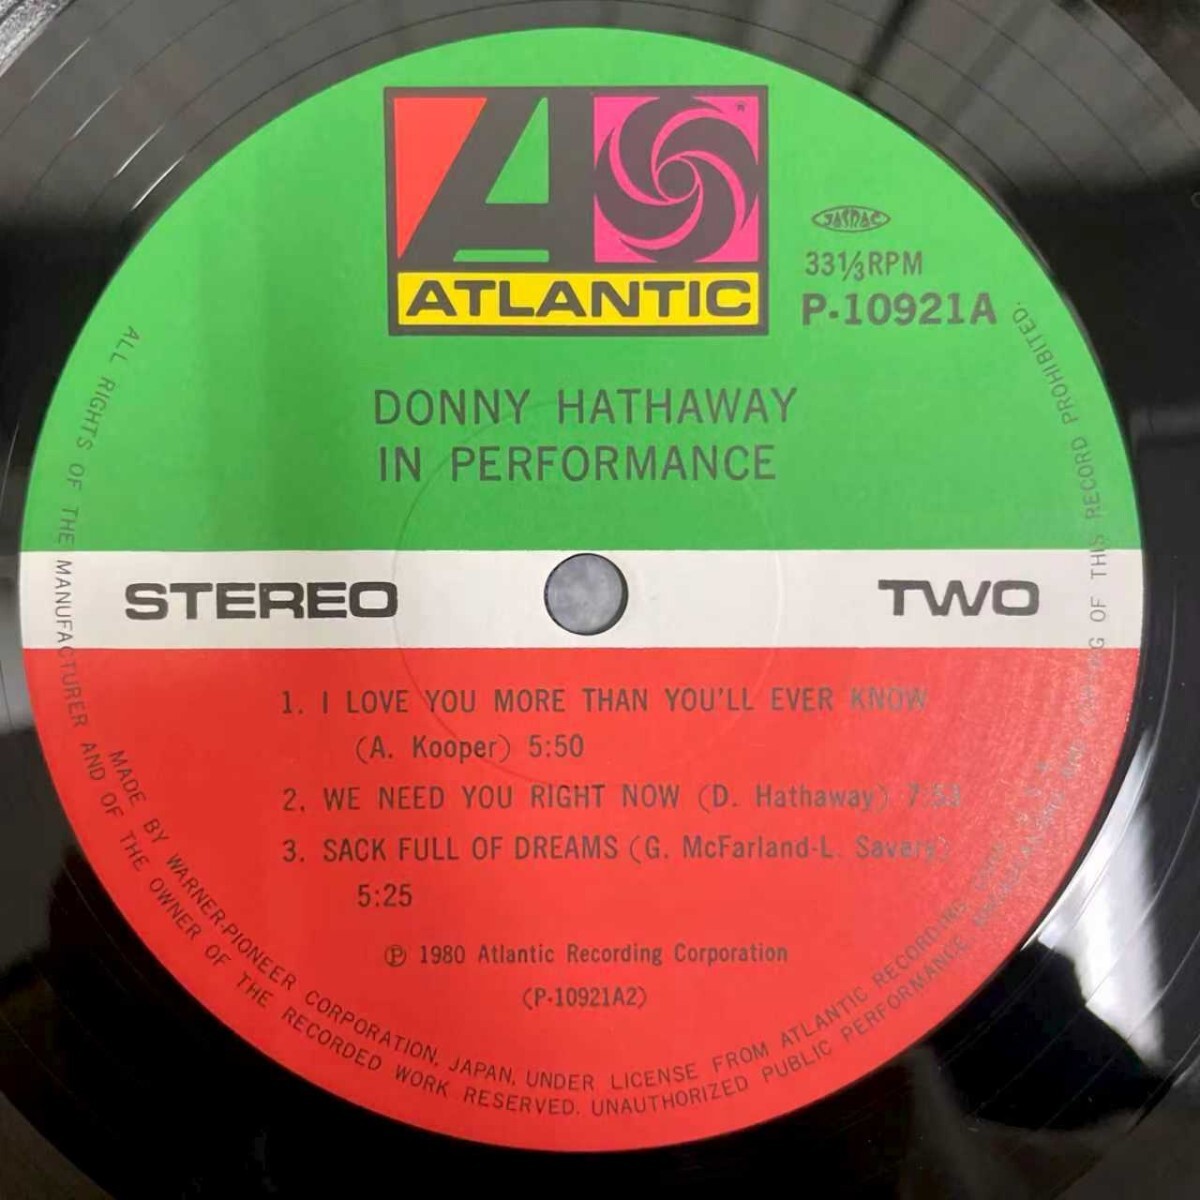 ATLANTIC
JASRAC
33⅓RPM
P-10921A
DONNY HATHAWAY
IN PERFORMANCE
STEREO
TWO
1. I LOVE YOU MORE THAN YOU'LL EVER KNOW
(A. Kooper) 5:50
2. WE NEED YOU RIGHT NOW (D. Hathaway)
3. SACK FULL OF DREAMS (G. McFarland-L. Savery)
5:25
Ⓟ 1980 Atlantic Recording Corporation
(P-10921A2)
MADE BY WARNER-PIONEER CORPORATION, JAPAN, UNDER LICENSE FROM ATLANTIC RECORDING
ALL RIGHTS OF THE MANUFACTURER AND OF THE OWNER OF THE RECORDED WORK RESERVED. UNAUTHORIZED PUBLIC PERFORMANCE OF THIS RECORD PROHIBITED.